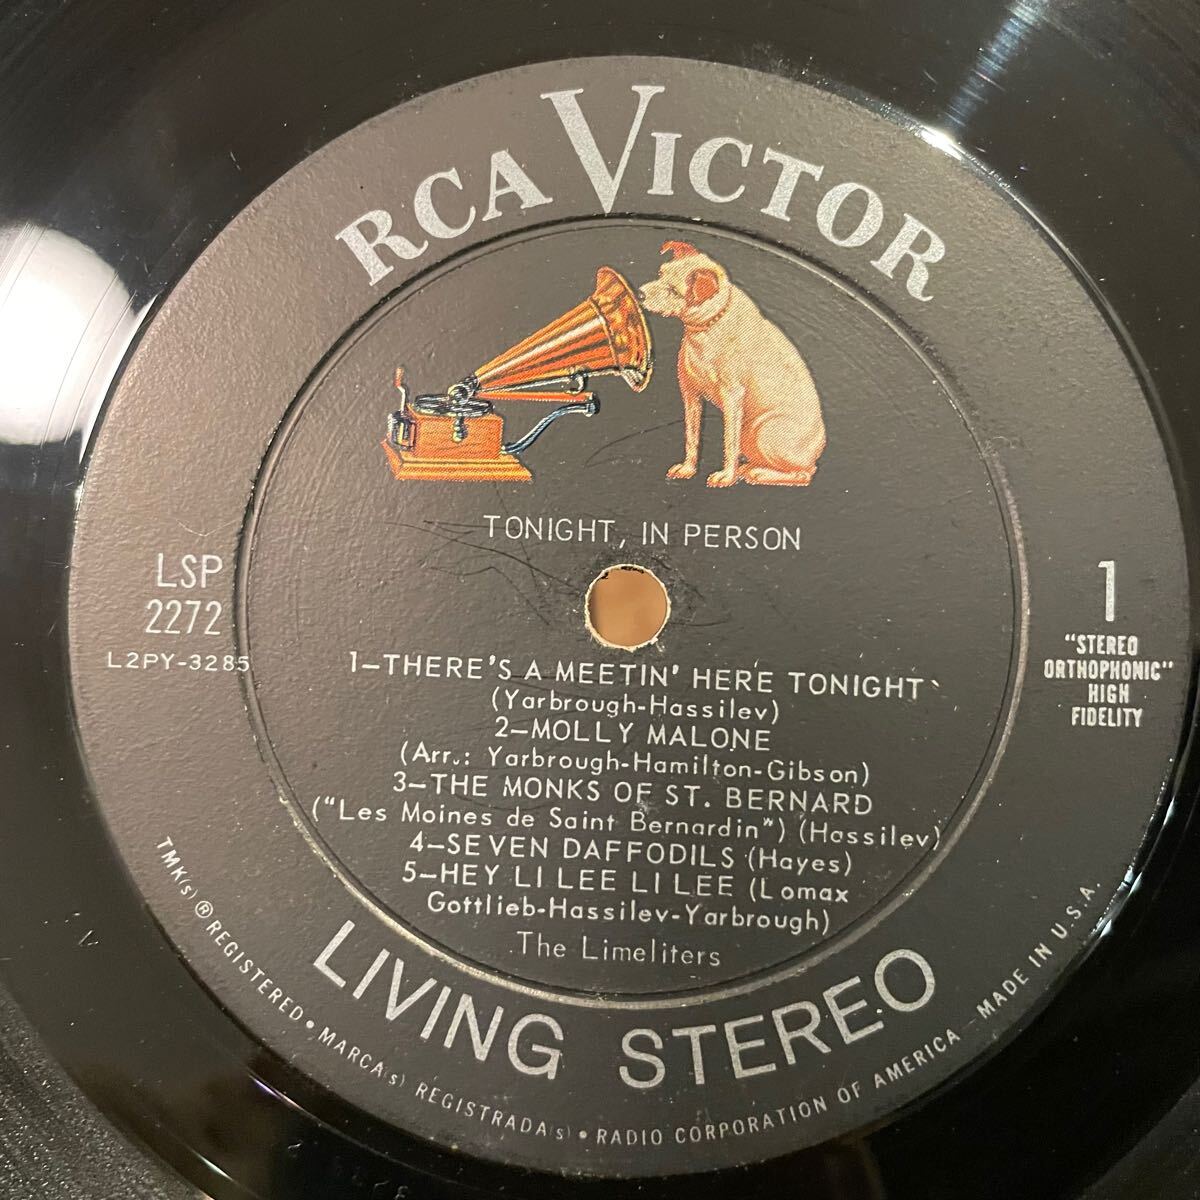 RCA VICTOR
TONIGHT, IN PERSON
LSP
2272
L2PY-3285
1
"STEREO
ORTHOPHONIC"
HIGH
FIDELITY
1-THERE'S A MEETIN' HERE TONIGHT
(Yarbrough-Hassilev)
2-MOLLY MALONE
(Arr.: Yarbrough-Hamilton-Gibson)
3-THE MONKS OF ST. BERNARD
("Les Moines de Saint Bernardin") (Hassilev)
4-SEVEN DAFFODILS (Hayes)
5-HEY LI LEE LI LEE (Lomax
Gottlieb-Hassilev-Yarbrough)
The Limeliters
LIVING STEREO
TMK(s) ® REGISTERED • MARCA(s) REGISTRADA(s) • RADIO CORPORATION OF AMERICA - MADE IN U.S.A.